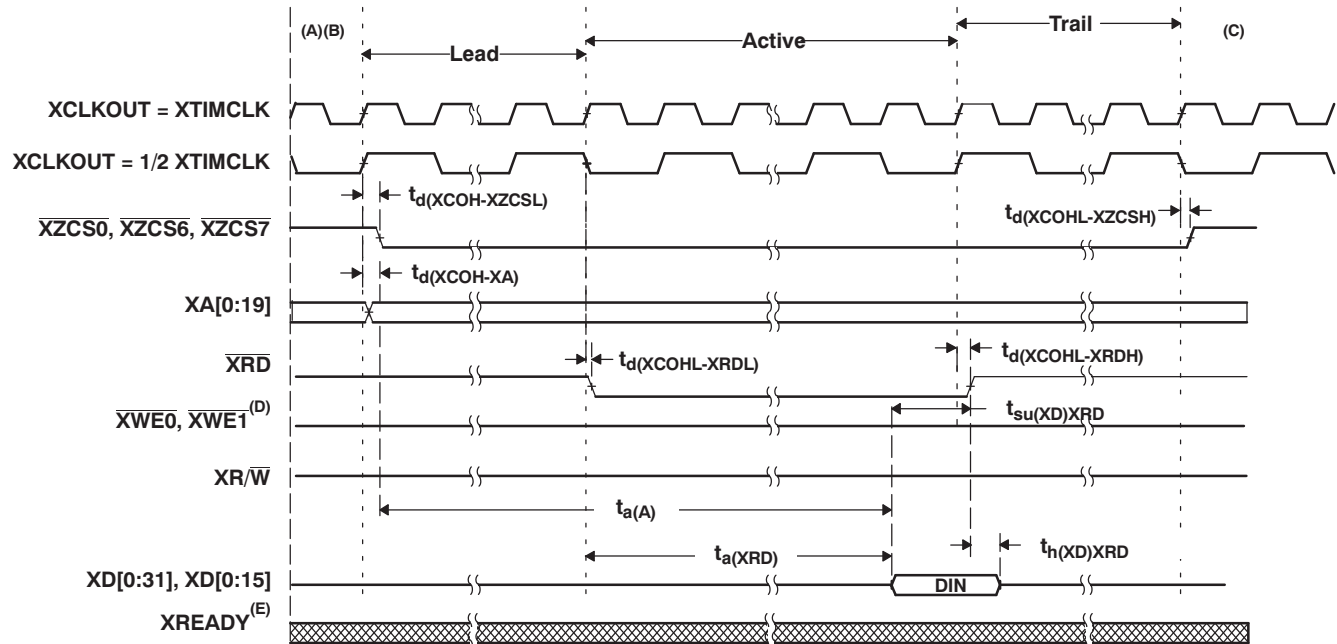 (A)(B)
Lead
Active
Trail
(C)
XCLKOUT = XTIMCLK
XCLKOUT = 1/2 XTIMCLK
td(XCOH-XZCSL)
XZCS0, XZCS6, XZCS7
td(XCOHL-XZCSH)
td(XCOH-XA)
XA[0:19]
XRD
td(XCOHL-XRDL)
td(XCOHL-XRDH)
XWE0, XWE1(D)
tsu(XD)XRD
XR/W
ta(A)
ta(XRD)
th(XD)XRD
XD[0:31], XD[0:15]
DIN
XREADY(E)